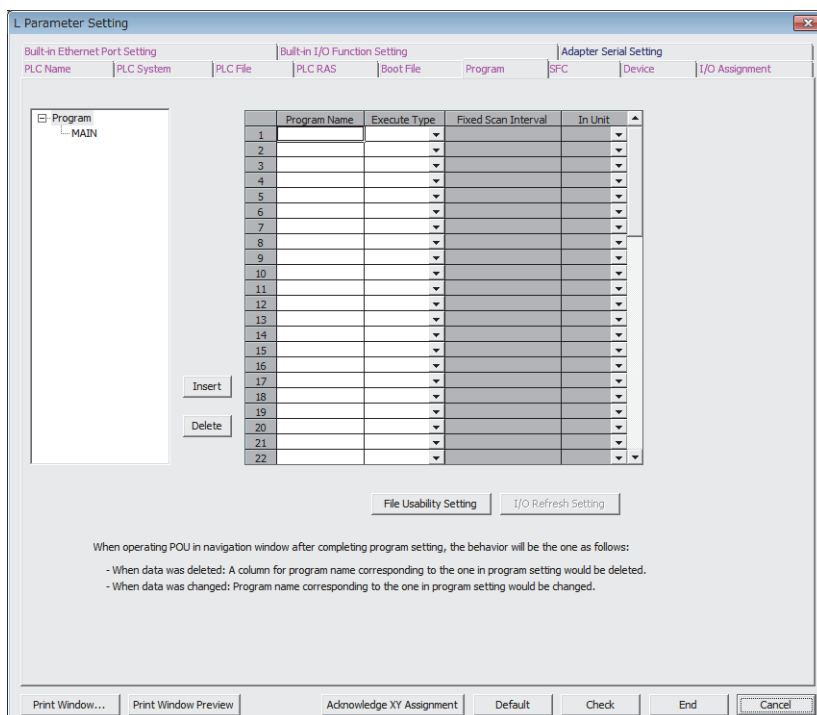 L Parameter Setting
Built-in Ethernet Port Setting Built-in I/O Function Setting Adapter Serial Setting
PLC Name PLC System PLC File PLC RAS Boot File Program SFC Device I/O Assignment
Program
MAIN
Program Name Execute Type Fixed Scan Interval In Unit
1
2
3
4
5
6
7
8
9
10
11
12
13
14
15
16
17
18
19
20
21
22
Insert
Delete
File Usability Setting I/O Refresh Setting
When operating POU in navigation window after completing program setting, the behavior will be the one as follows:
- When data was deleted: A column for program name corresponding to the one in program setting would be deleted.
- When data was changed: Program name corresponding to the one in program setting would be changed.
Print Window... Print Window Preview Acknowledge XY Assignment Default Check End Cancel